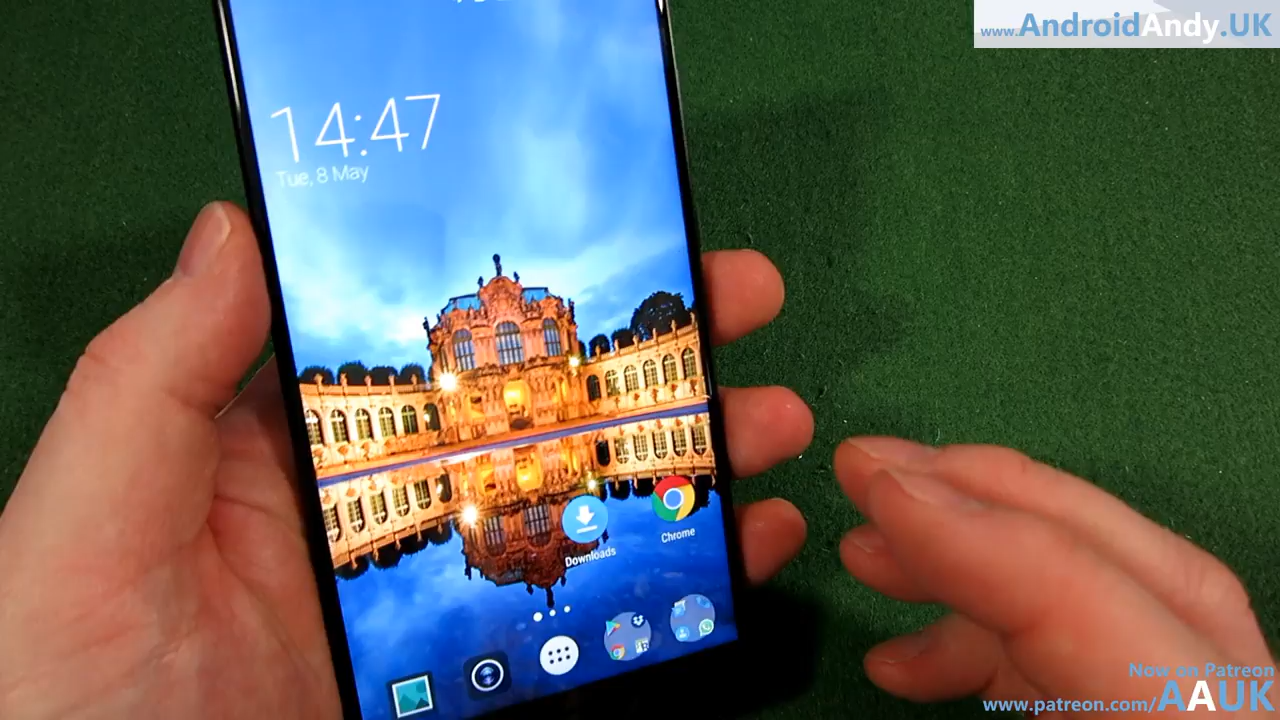 www.AndroidAndy.UK
14:47
Tue, 8 May
Downloads
Chrome
Now on Patreon
AAUK
www.patreon.com/